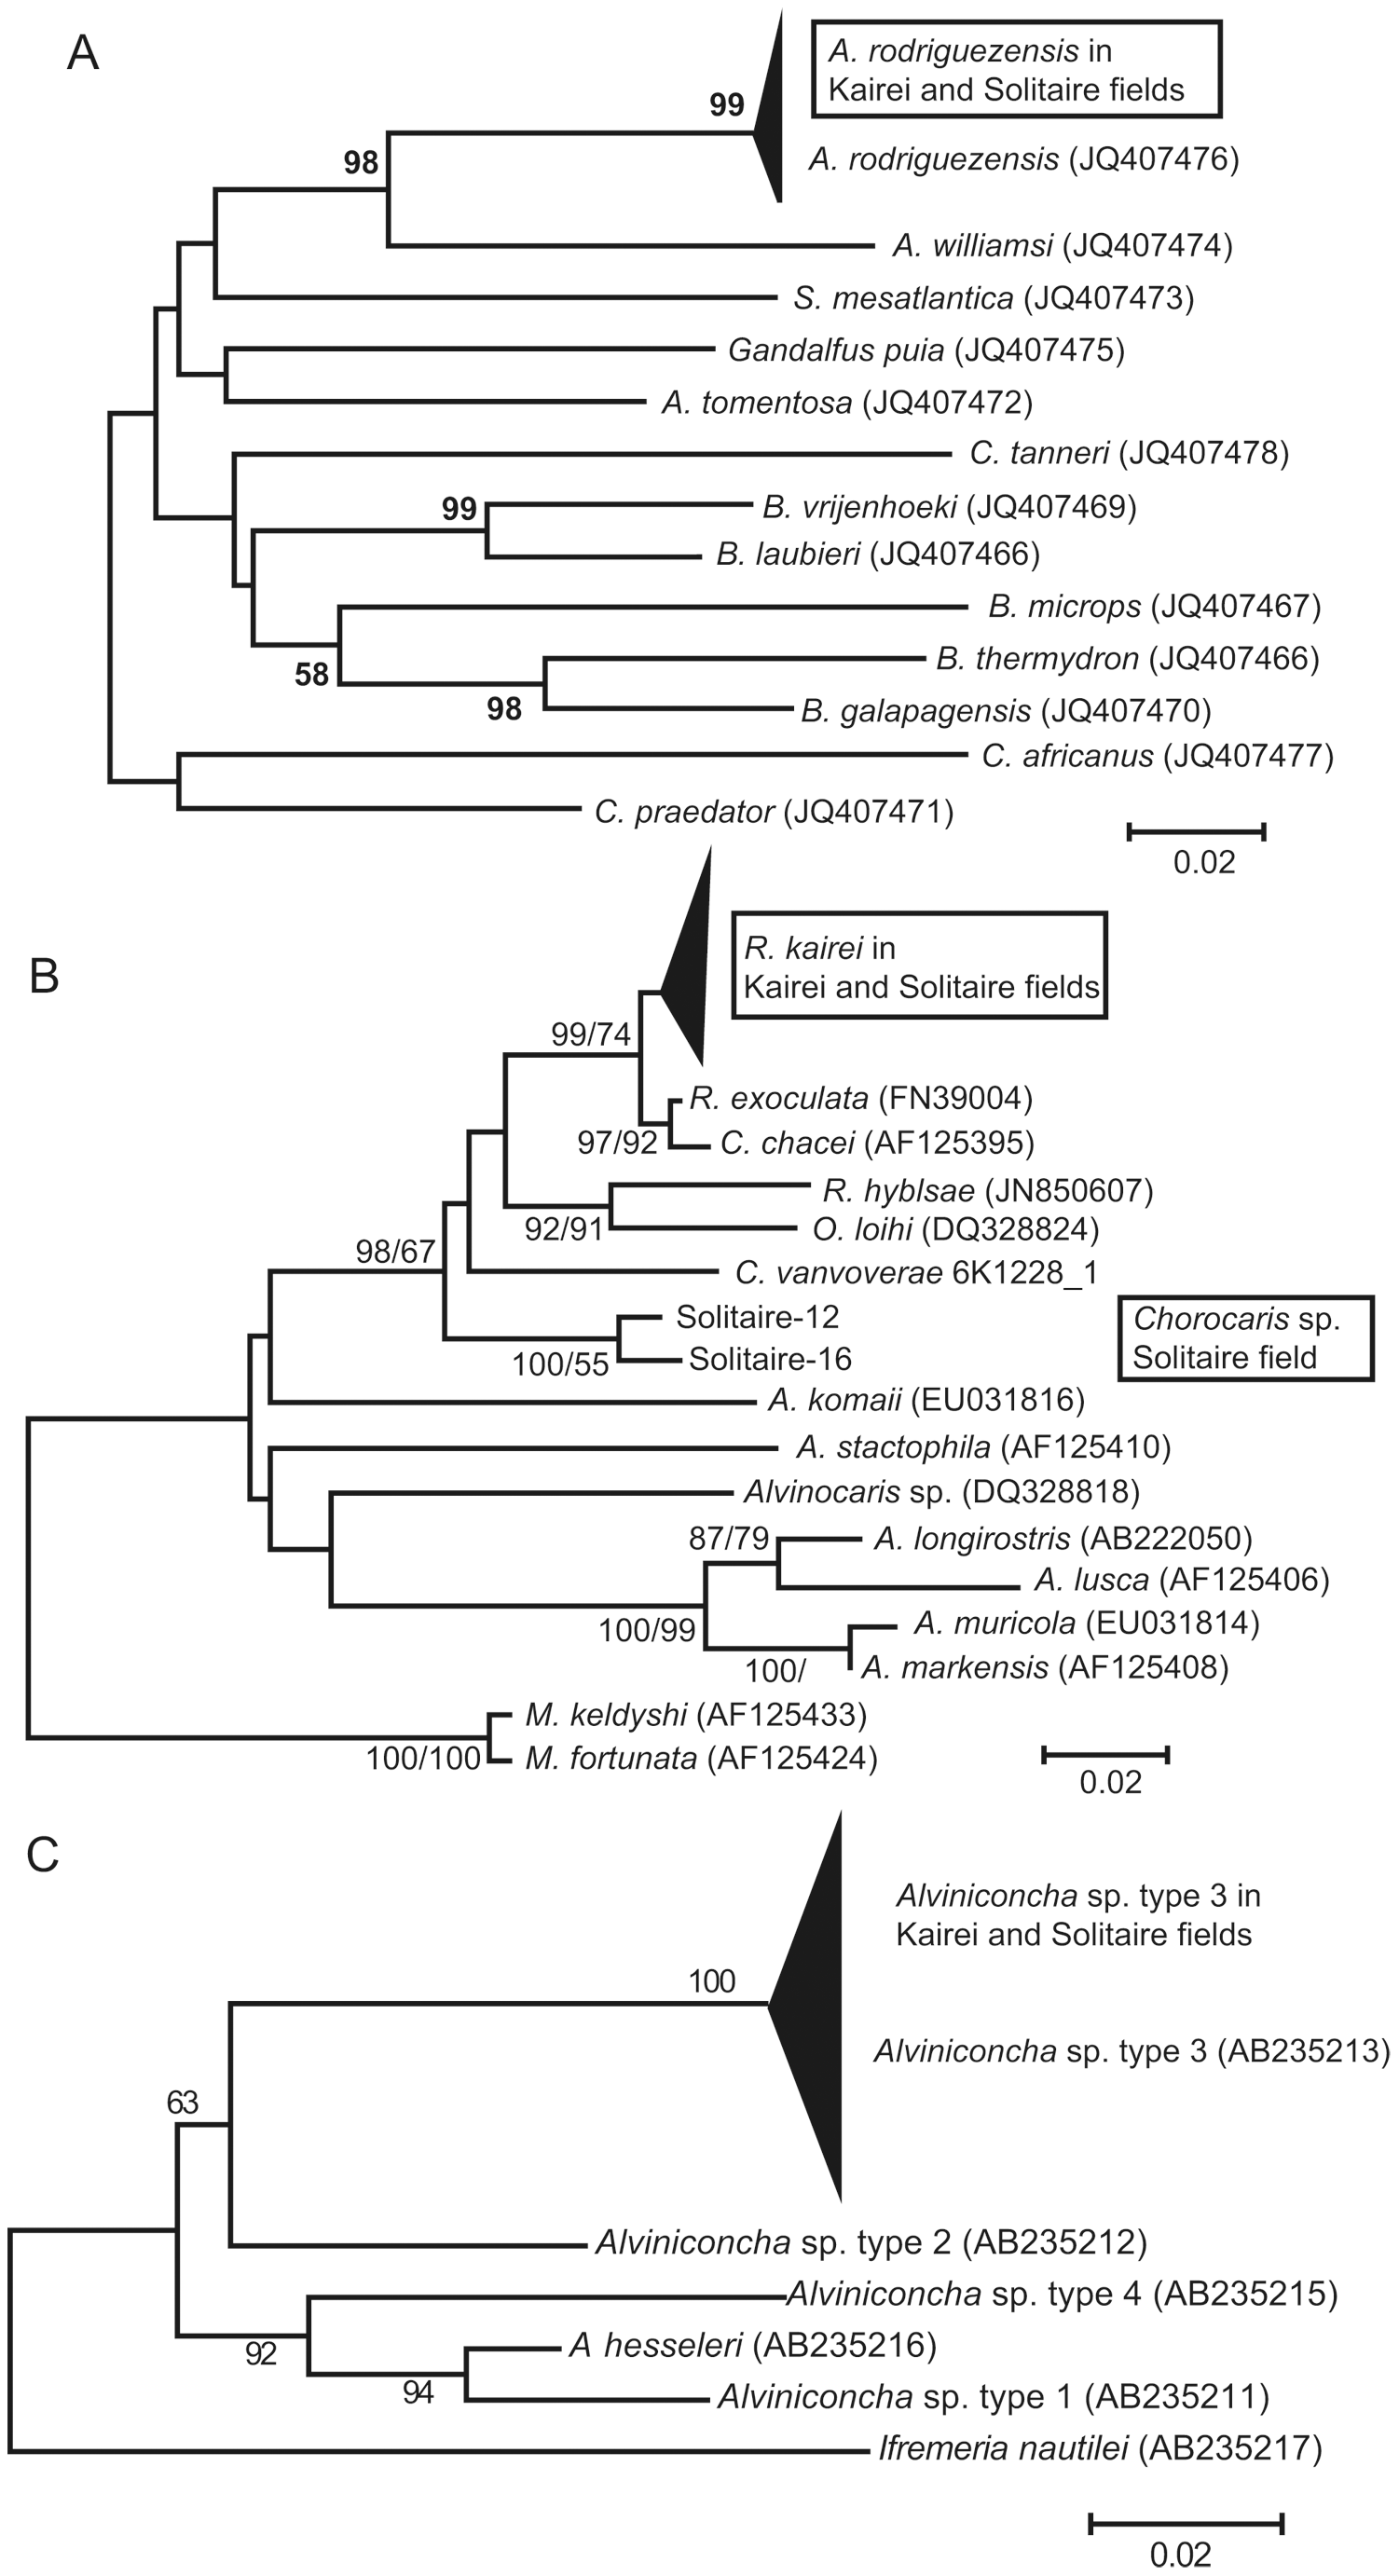 A
A. rodriguezensis in
Kairei and Solitaire fields
99
A. rodriguezensis (JQ407476)
98
A. williamsi (JQ407474)
S. mesatlantica (JQ407473)
Gandalfus puia (JQ407475)
A. tomentosa (JQ407472)
C. tanneri (JQ407478)
99
B. vrijenhoeki (JQ407469)
B. laubieri (JQ407466)
B. microps (JQ407467)
58
B. thermydron (JQ407466)
98
B. galapagensis (JQ407470)
C. africanus (JQ407477)
C. praedator (JQ407471)
0.02
B
R. kairei in
Kairei and Solitaire fields
99/74
R. exoculata (FN39004)
97/92
C. chacei (AF125395)
R. hyblsae (JN850607)
92/91
O. loihi (DQ328824)
98/67
C. vanvoverae 6K1228_1
Solitaire-12
Chorocaris sp.
Solitaire field
100/55
Solitaire-16
A. komaii (EU031816)
A. stactophila (AF125410)
Alvinocaris sp. (DQ328818)
87/79
A. longirostris (AB222050)
A. lusca (AF125406)
100/99
A. muricola (EU031814)
100/
A. markensis (AF125408)
M. keldyshi (AF125433)
100/100
M. fortunata (AF125424)
0.02
C
Alviniconcha sp. type 3 in
Kairei and Solitaire fields
100
Alviniconcha sp. type 3 (AB235213)
63
Alviniconcha sp. type 2 (AB235212)
Alviniconcha sp. type 4 (AB235215)
92
A hesseleri (AB235216)
94
Alviniconcha sp. type 1 (AB235211)
Ifremeria nautilei (AB235217)
0.02